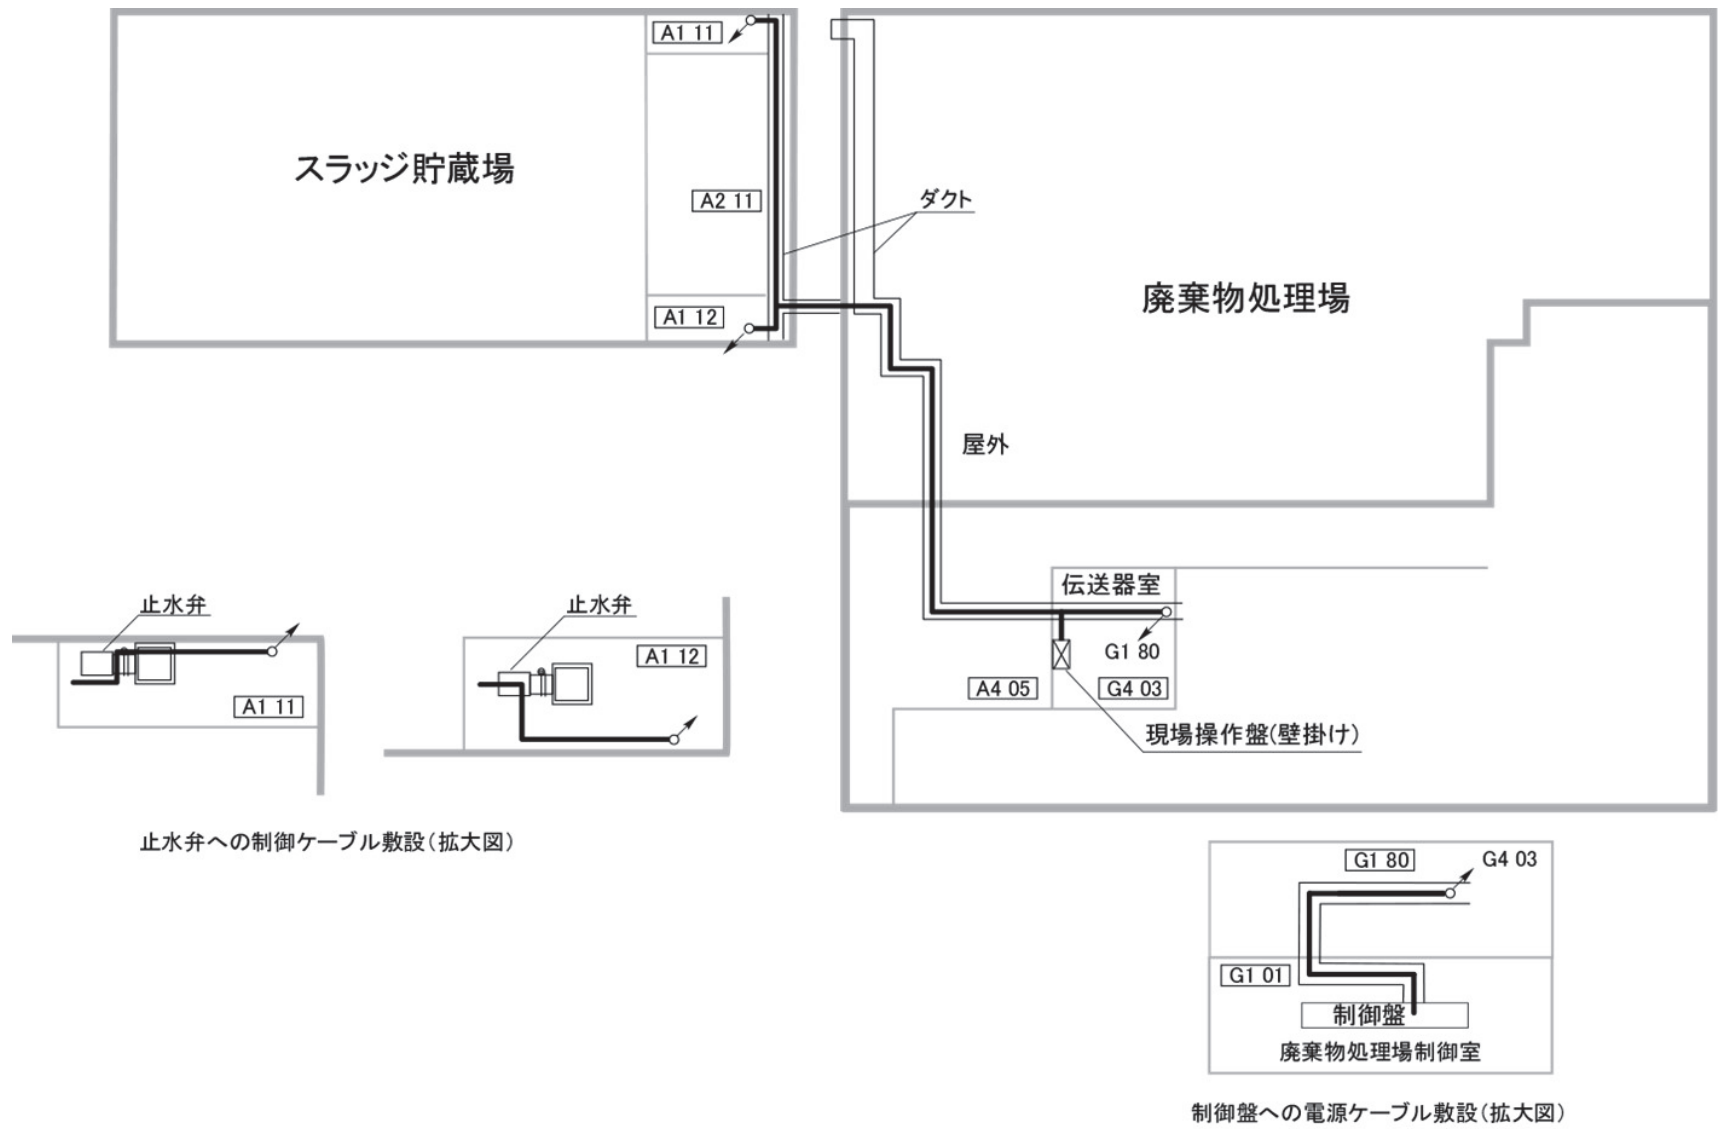 A1 11
スラッジ貯蔵場
A2 11
ダクト
廃棄物処理場
A1 12
屋外
伝送器室
G1 80
A4 05
G4 03
現場操作盤(壁掛け)
止水弁
A1 11
止水弁
A1 12
止水弁への制御ケーブル敷設(拡大図)
G1 80
G4 03
G1 01
制御盤
廃棄物処理場制御室
制御盤への電源ケーブル敷設(拡大図)